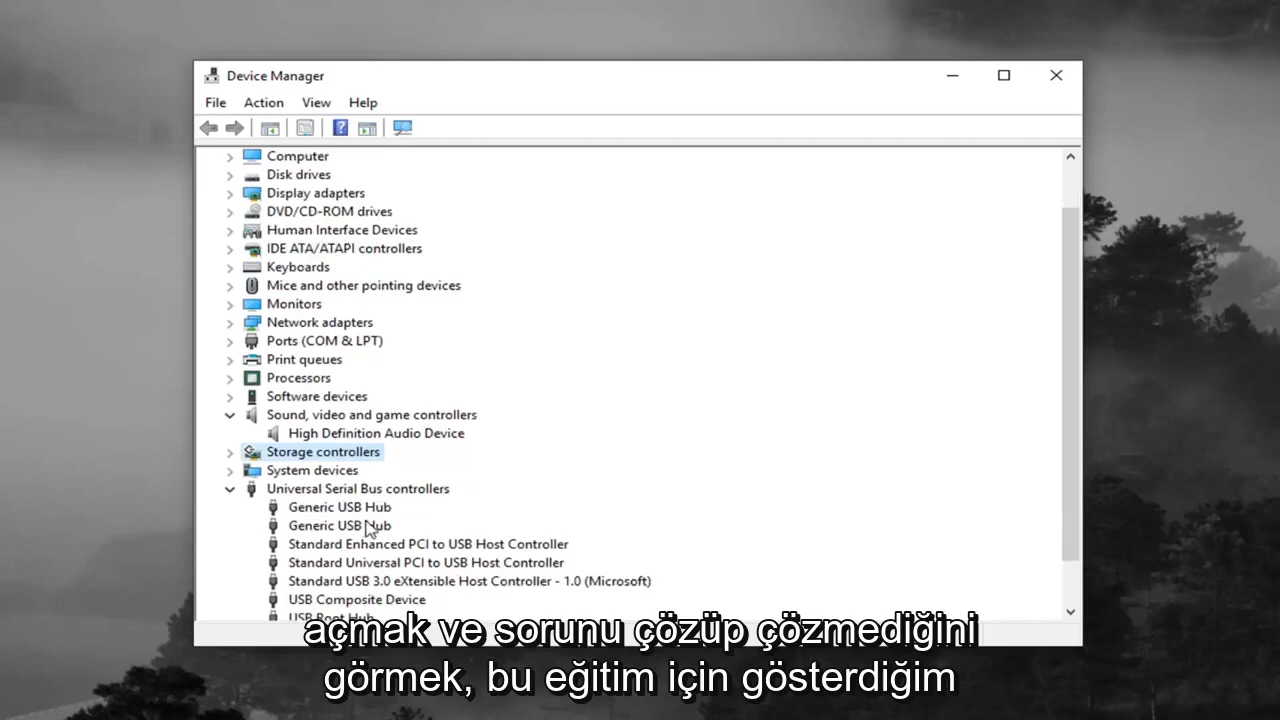 Device Manager
File Action View Help
Computer
Disk drives
Display adapters
DVD/CD-ROM drives
Human Interface Devices
IDE ATA/ATAPI controllers
Keyboards
Mice and other pointing devices
Monitors
Network adapters
Ports (COM & LPT)
Print queues
Processors
Software devices
Sound, video and game controllers
High Definition Audio Device
Storage controllers
System devices
Universal Serial Bus controllers
Generic USB Hub
Generic USB Hub
Standard Enhanced PCI to USB Host Controller
Standard Universal PCI to USB Host Controller
Standard USB 3.0 eXtensible Host Controller - 1.0 (Microsoft)
USB Composite Device
USB Root Hub
açmak ve sorunu çözüp çözmediğini
görmek, bu eğitim için gösterdiğim